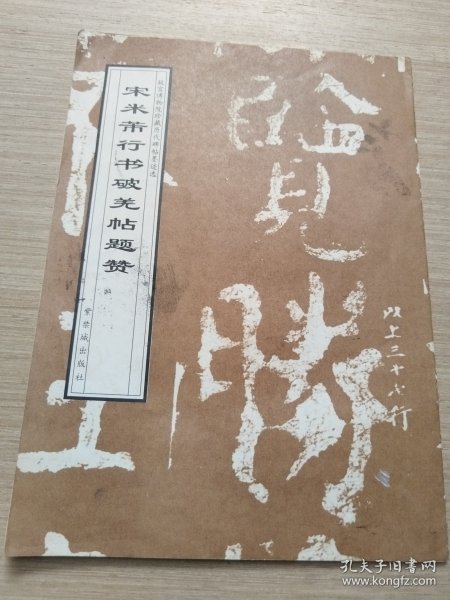 故宫博物院珍藏历代碑帖墨迹选
宋米芾行书破羌帖题赞
紫禁城出版社
以上三十七行
孔夫子旧书网
www.kongfz.com